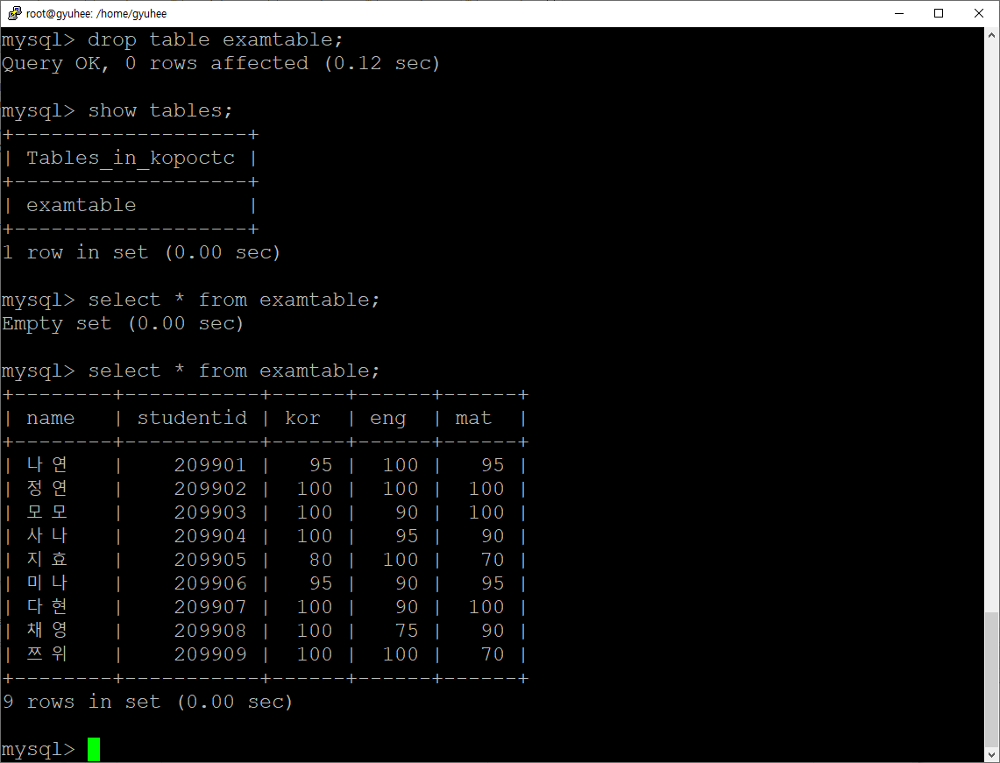 root@gyuhee: /home/gyuhee
mysql> drop table examtable;
Query OK, 0 rows affected (0.12 sec)
mysql> show tables;
+-------------------+
| Tables_in_kopoctc |
+-------------------+
| examtable         |
+-------------------+
1 row in set (0.00 sec)
mysql> select * from examtable;
Empty set (0.00 sec)
mysql> select * from examtable;
+--------+-----------+------+------+------+
| name   | studentid | kor  | eng  | mat  |
+--------+-----------+------+------+------+
| 나연   |    209901 |   95 |  100 |   95 |
| 정연   |    209902 |  100 |  100 |  100 |
| 모모   |    209903 |  100 |   90 |  100 |
| 사나   |    209904 |  100 |   95 |   90 |
| 지효   |    209905 |   80 |  100 |   70 |
| 미나   |    209906 |   95 |   90 |   95 |
| 다현   |    209907 |  100 |   90 |  100 |
| 채영   |    209908 |  100 |   75 |   90 |
| 쯔위   |    209909 |  100 |  100 |   70 |
+--------+-----------+------+------+------+
9 rows in set (0.00 sec)
mysql>